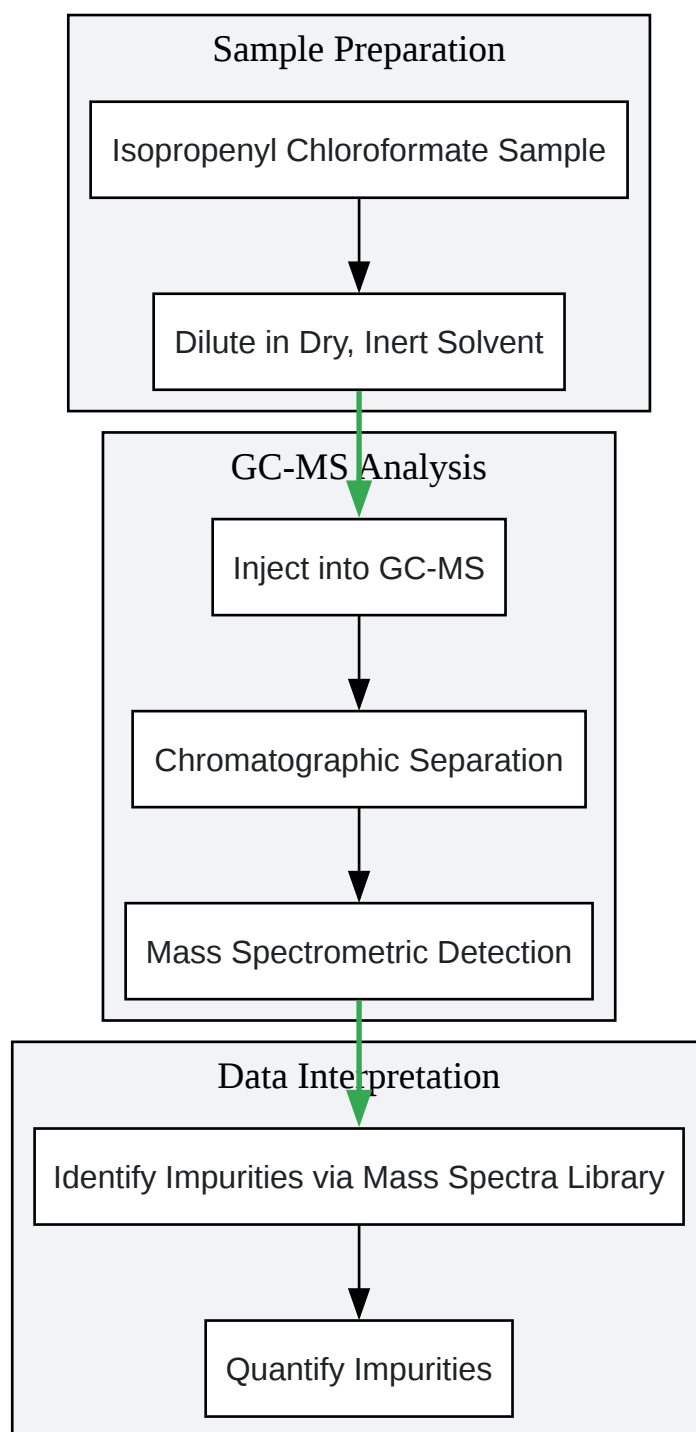 Sample Preparation
Isopropenyl Chloroformate Sample
Dilute in Dry, Inert Solvent
GC-MS Analysis
Inject into GC-MS
Chromatographic Separation
Mass Spectrometric Detection
Data Interpretation
Identify Impurities via Mass Spectra Library
Quantify Impurities